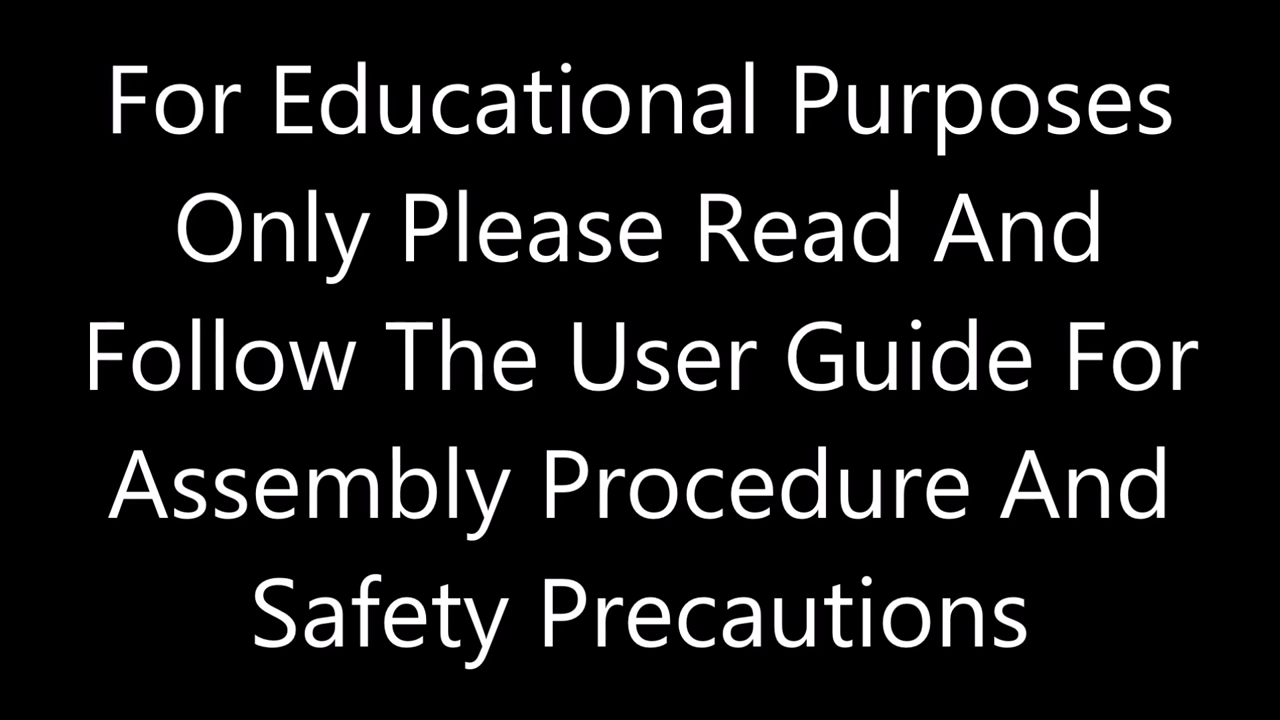 For Educational Purposes
Only Please Read And
Follow The User Guide For
Assembly Procedure And
Safety Precautions